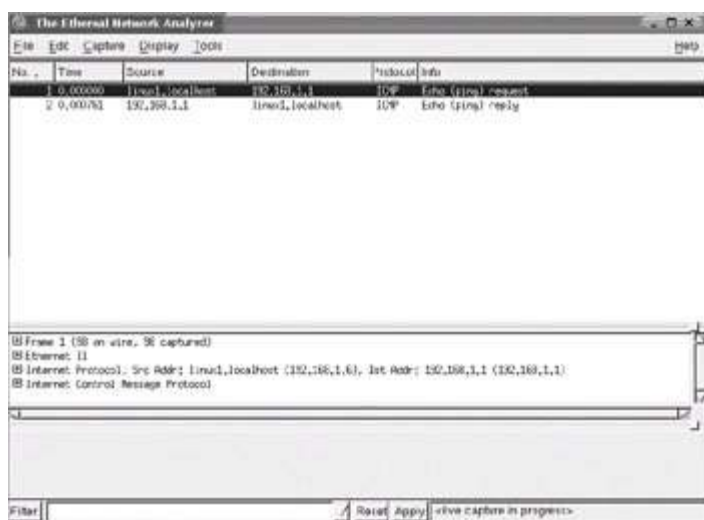 The Ethereal Network Analyzer
File Edit Capture Display Tools Help
No. . Time Source Destination Protocol Info
1 0.000000 linux1.localhost 192.168.1.1 ICMP Echo (ping) request
2 0.000761 192.168.1.1 linux1.localhost ICMP Echo (ping) reply
Frame 1 (98 on wire, 98 captured)
Ethernet II
Internet Protocol, Src Addr: linux1.localhost (192.168.1.6), Dst Addr: 192.168.1.1 (192.168.1.1)
Internet Control Message Protocol
Filter: Reset Apply <live capture in progress>